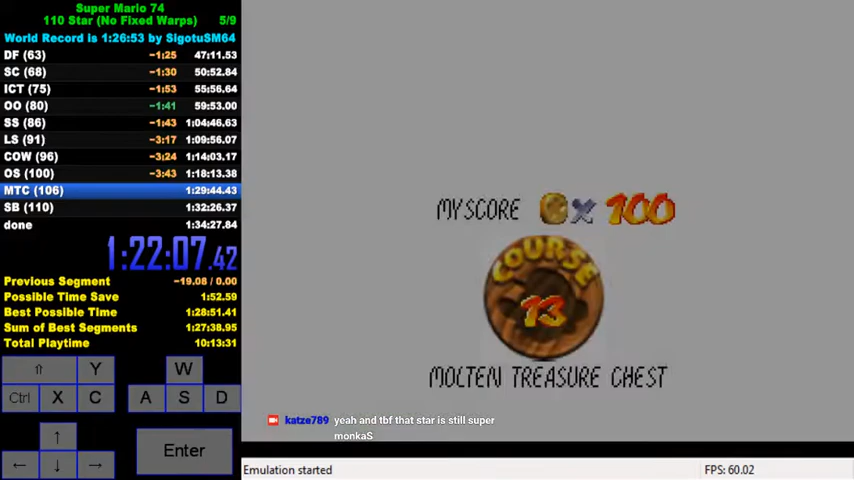 Super Mario 74
110 Star (No Fixed Warps) 5/9
World Record is 1:26:53 by SigotuSM64
DF (63) −1:25 47:11.53
SC (68) −1:30 50:52.84
ICT (75) −1:53 55:56.64
OO (80) −1:41 59:53.00
SS (86) −1:43 1:04:46.63
LS (91) −3:17 1:09:56.07
COW (96) −3:24 1:14:03.17
OS (100) −3:43 1:18:13.38
MTC (106) 1:29:44.43
SB (110) 1:32:26.37
done 1:34:27.84
1:22:07.42
Previous Segment −19.08 / 0.00
Possible Time Save 1:52.59
Best Possible Time 1:28:51.41
Sum of Best Segments 1:27:38.95
Total Playtime 10:13:31
⇧ Y W
Ctrl X C A S D
↑
← ↓ → Enter
MY SCORE × 100
COURSE
13
MOLTEN TREASURE CHEST
katze789 yeah and tbf that star is still super
monkaS
Emulation started FPS: 60.02